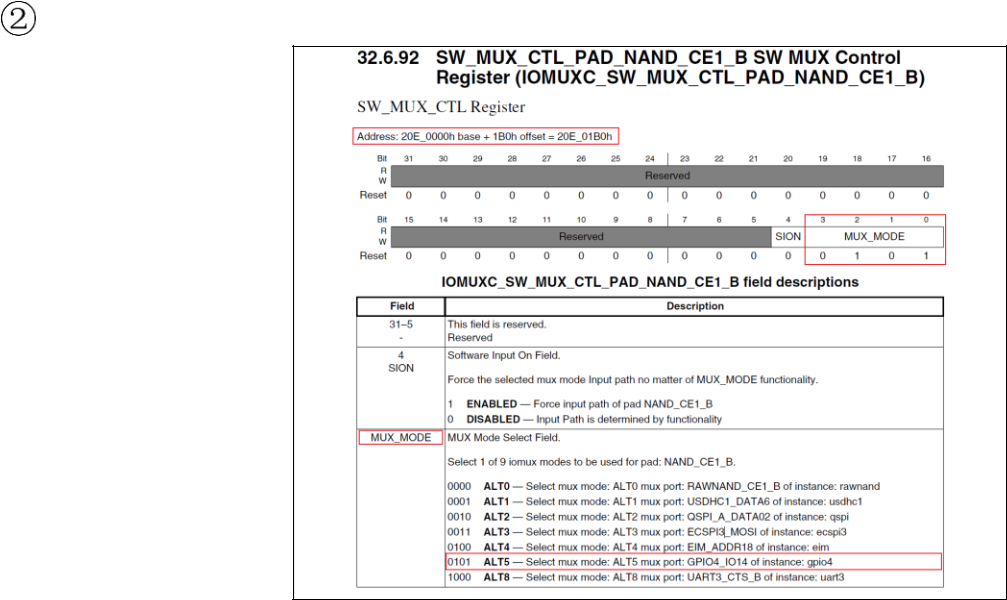 ②
32.6.92 SW_MUX_CTL_PAD_NAND_CE1_B SW MUX Control
Register (IOMUXC_SW_MUX_CTL_PAD_NAND_CE1_B)
SW_MUX_CTL Register
Address: 20E_0000h base + 1B0h offset = 20E_01B0h
Bit 31 30 29 28 27 26 25 24 23 22 21 20 19 18 17 16
R
Reserved
W
Reset 0 0 0 0 0 0 0 0 0 0 0 0 0 0 0 0
Bit 15 14 13 12 11 10 9 8 7 6 5 4 3 2 1 0
R
Reserved SION MUX_MODE
W
Reset 0 0 0 0 0 0 0 0 0 0 0 0 0 1 0 1
IOMUXC_SW_MUX_CTL_PAD_NAND_CE1_B field descriptions
Field Description
31–5 This field is reserved.
- Reserved
4 Software Input On Field.
SION
Force the selected mux mode Input path no matter of MUX_MODE functionality.
1 ENABLED — Force input path of pad NAND_CE1_B
0 DISABLED — Input Path is determined by functionality
MUX_MODE MUX Mode Select Field.
Select 1 of 9 iomux modes to be used for pad: NAND_CE1_B.
0000 ALT0 — Select mux mode: ALT0 mux port: RAWNAND_CE1_B of instance: rawnand
0001 ALT1 — Select mux mode: ALT1 mux port: USDHC1_DATA6 of instance: usdhc1
0010 ALT2 — Select mux mode: ALT2 mux port: QSPI_A_DATA02 of instance: qspi
0011 ALT3 — Select mux mode: ALT3 mux port: ECSPI3_MOSI of instance: ecspi3
0100 ALT4 — Select mux mode: ALT4 mux port: EIM_ADDR18 of instance: eim
0101 ALT5 — Select mux mode: ALT5 mux port: GPIO4_IO14 of instance: gpio4
1000 ALT8 — Select mux mode: ALT8 mux port: UART3_CTS_B of instance: uart3